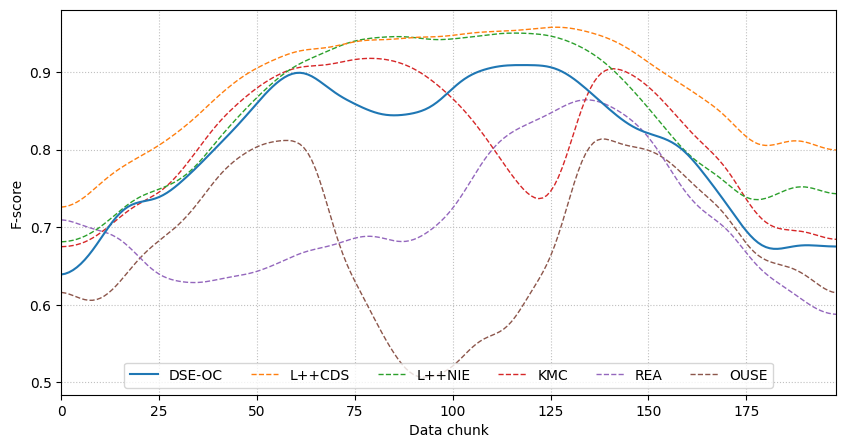 F-score
0.9
0.8
0.7
0.6
0.5
DSE-OC L++CDS L++NIE KMC REA OUSE
0 25 50 75 100 125 150 175
Data chunk